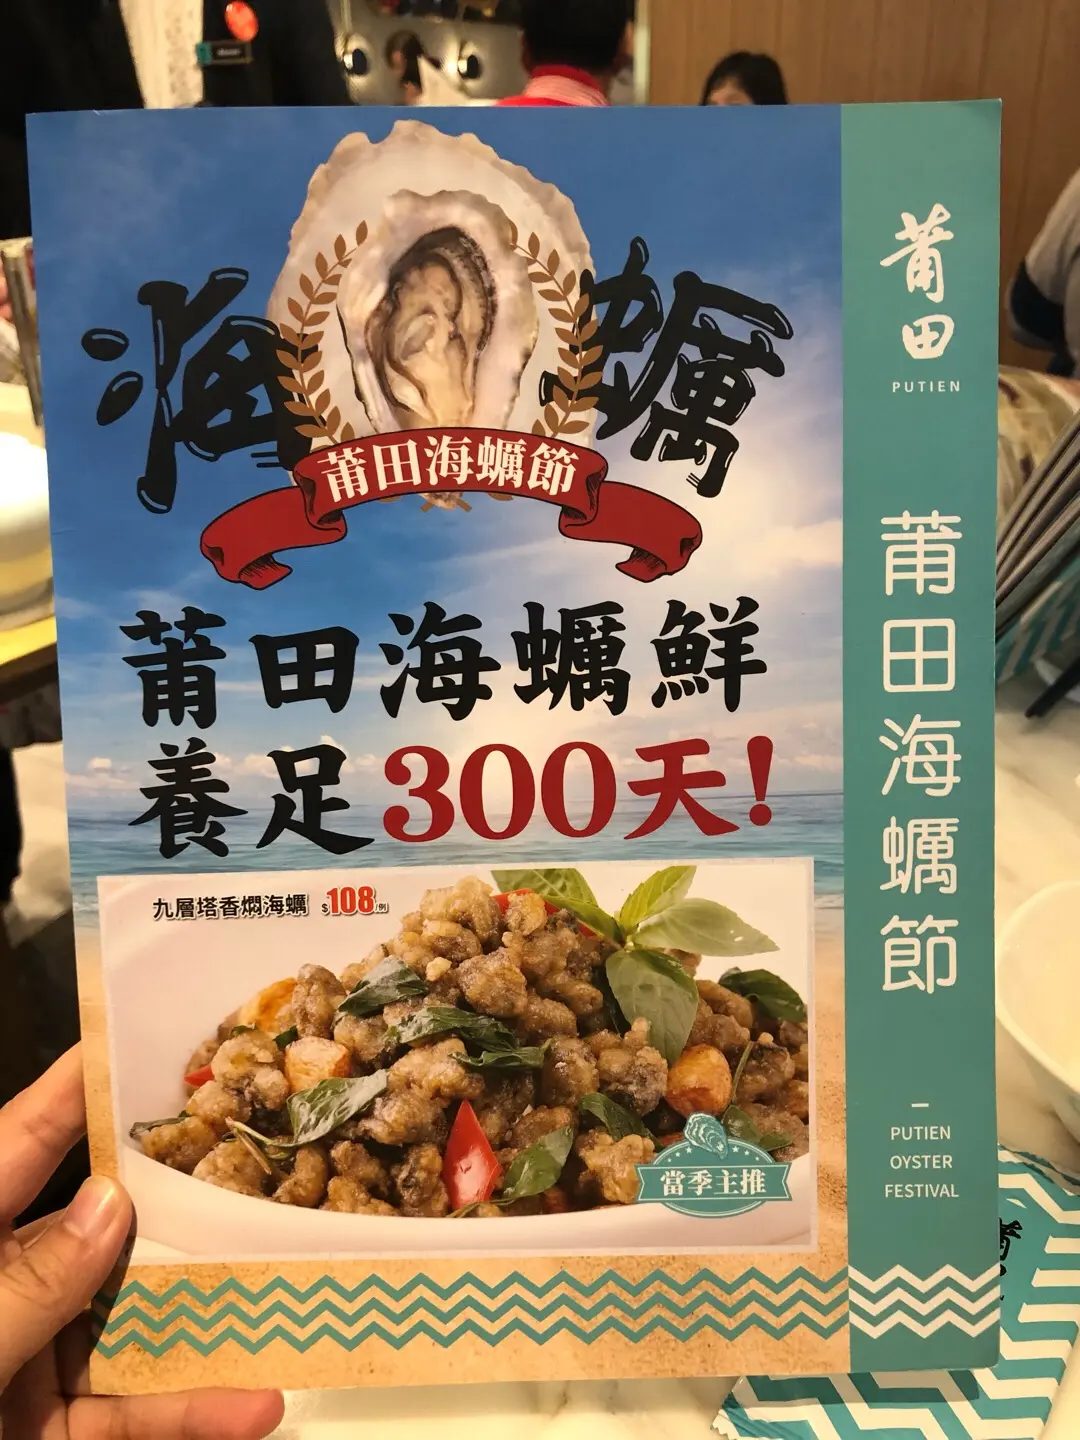 海蠣
莆田海蠣節
莆田海蠣鮮
養足300天!
九層塔香燜海蠣 $108/例
當季主推
莆田
PUTIEN
莆田海蠣節
–
PUTIEN
OYSTER
FESTIVAL